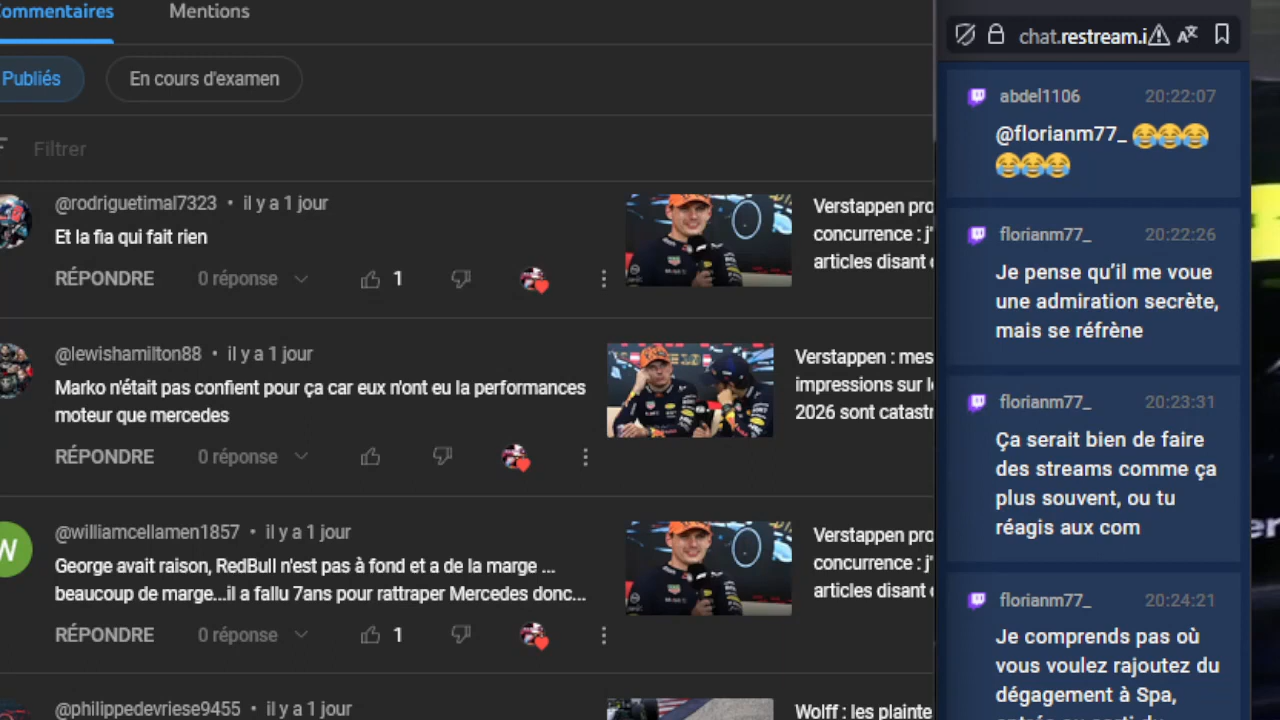 Commentaires
Mentions
Publiés
En cours d'examen
Filtrer
@rodriguetimal7323 • il y a 1 jour
Et la fia qui fait rien
RÉPONDRE 0 réponse 1
Verstappen pro
concurrence : j'
articles disant
@lewishamilton88 • il y a 1 jour
Marko n'était pas confient pour ça car eux n'ont eu la performances
moteur que mercedes
RÉPONDRE 0 réponse
Verstappen : mes
impressions sur
2026 sont catast
@williamcellamen1857 • il y a 1 jour
George avait raison, RedBull n'est pas à fond et a de la marge ...
beaucoup de marge...il a fallu 7ans pour rattraper Mercedes donc...
RÉPONDRE 0 réponse 1
Verstappen pro
concurrence : j'
articles disant
@philippedevriese9455 • il y a 1 jour
Wolff : les plainte
chat.restream.i
abdel1106 20:22:07
@florianm77_ 😂😂😂
😂😂😂
florianm77_ 20:22:26
Je pense qu'il me voue
une admiration secrète,
mais se réfrène
florianm77_ 20:23:31
Ça serait bien de faire
des streams comme ça
plus souvent, ou tu
réagis aux com
florianm77_ 20:24:21
Je comprends pas où
vous voulez rajoutez du
dégagement à Spa,
W